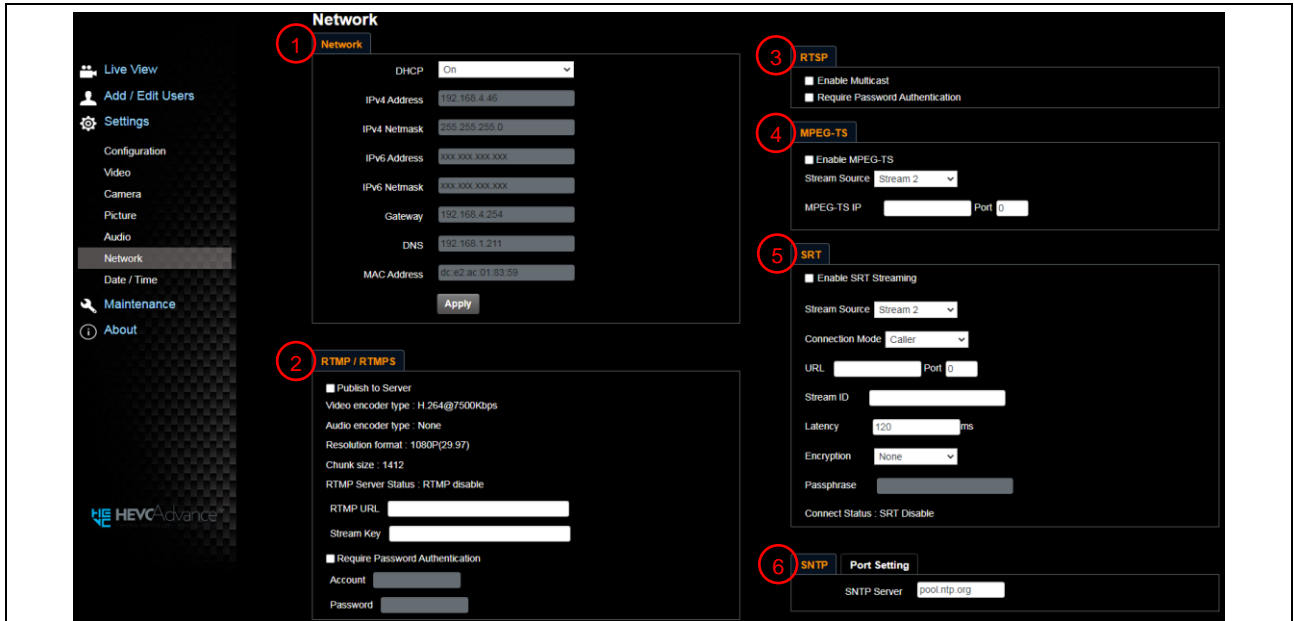 Network
Live View
Add / Edit Users
Settings
Configuration
Video
Camera
Picture
Audio
Network
Date / Time
Maintenance
About
HEVC Advance
1
Network
DHCP On
IPv4 Address 192.168.4.46
IPv4 Netmask 255.255.255.0
IPv6 Address xxx.xxx.xxx.xxx
IPv6 Netmask xxx.xxx.xxx.xxx
Gateway 192.168.4.254
DNS 192.168.1.211
MAC Address dc:e2:ac:01:83:59
Apply
2
RTMP / RTMPS
Publish to Server
Video encoder type : H.264@7500Kbps
Audio encoder type : None
Resolution format : 1080P(29.97)
Chunk size : 1412
RTMP Server Status : RTMP disable
RTMP URL
Stream Key
Require Password Authentication
Account
Password
3
RTSP
Enable Multicast
Require Password Authentication
4
MPEG-TS
Enable MPEG-TS
Stream Source Stream 2
MPEG-TS IP Port 0
5
SRT
Enable SRT Streaming
Stream Source Stream 2
Connection Mode Caller
URL Port 0
Stream ID
Latency 120 ms
Encryption None
Passphrase
Connect Status : SRT Disable
6
SNTP Port Setting
SNTP Server pool.ntp.org